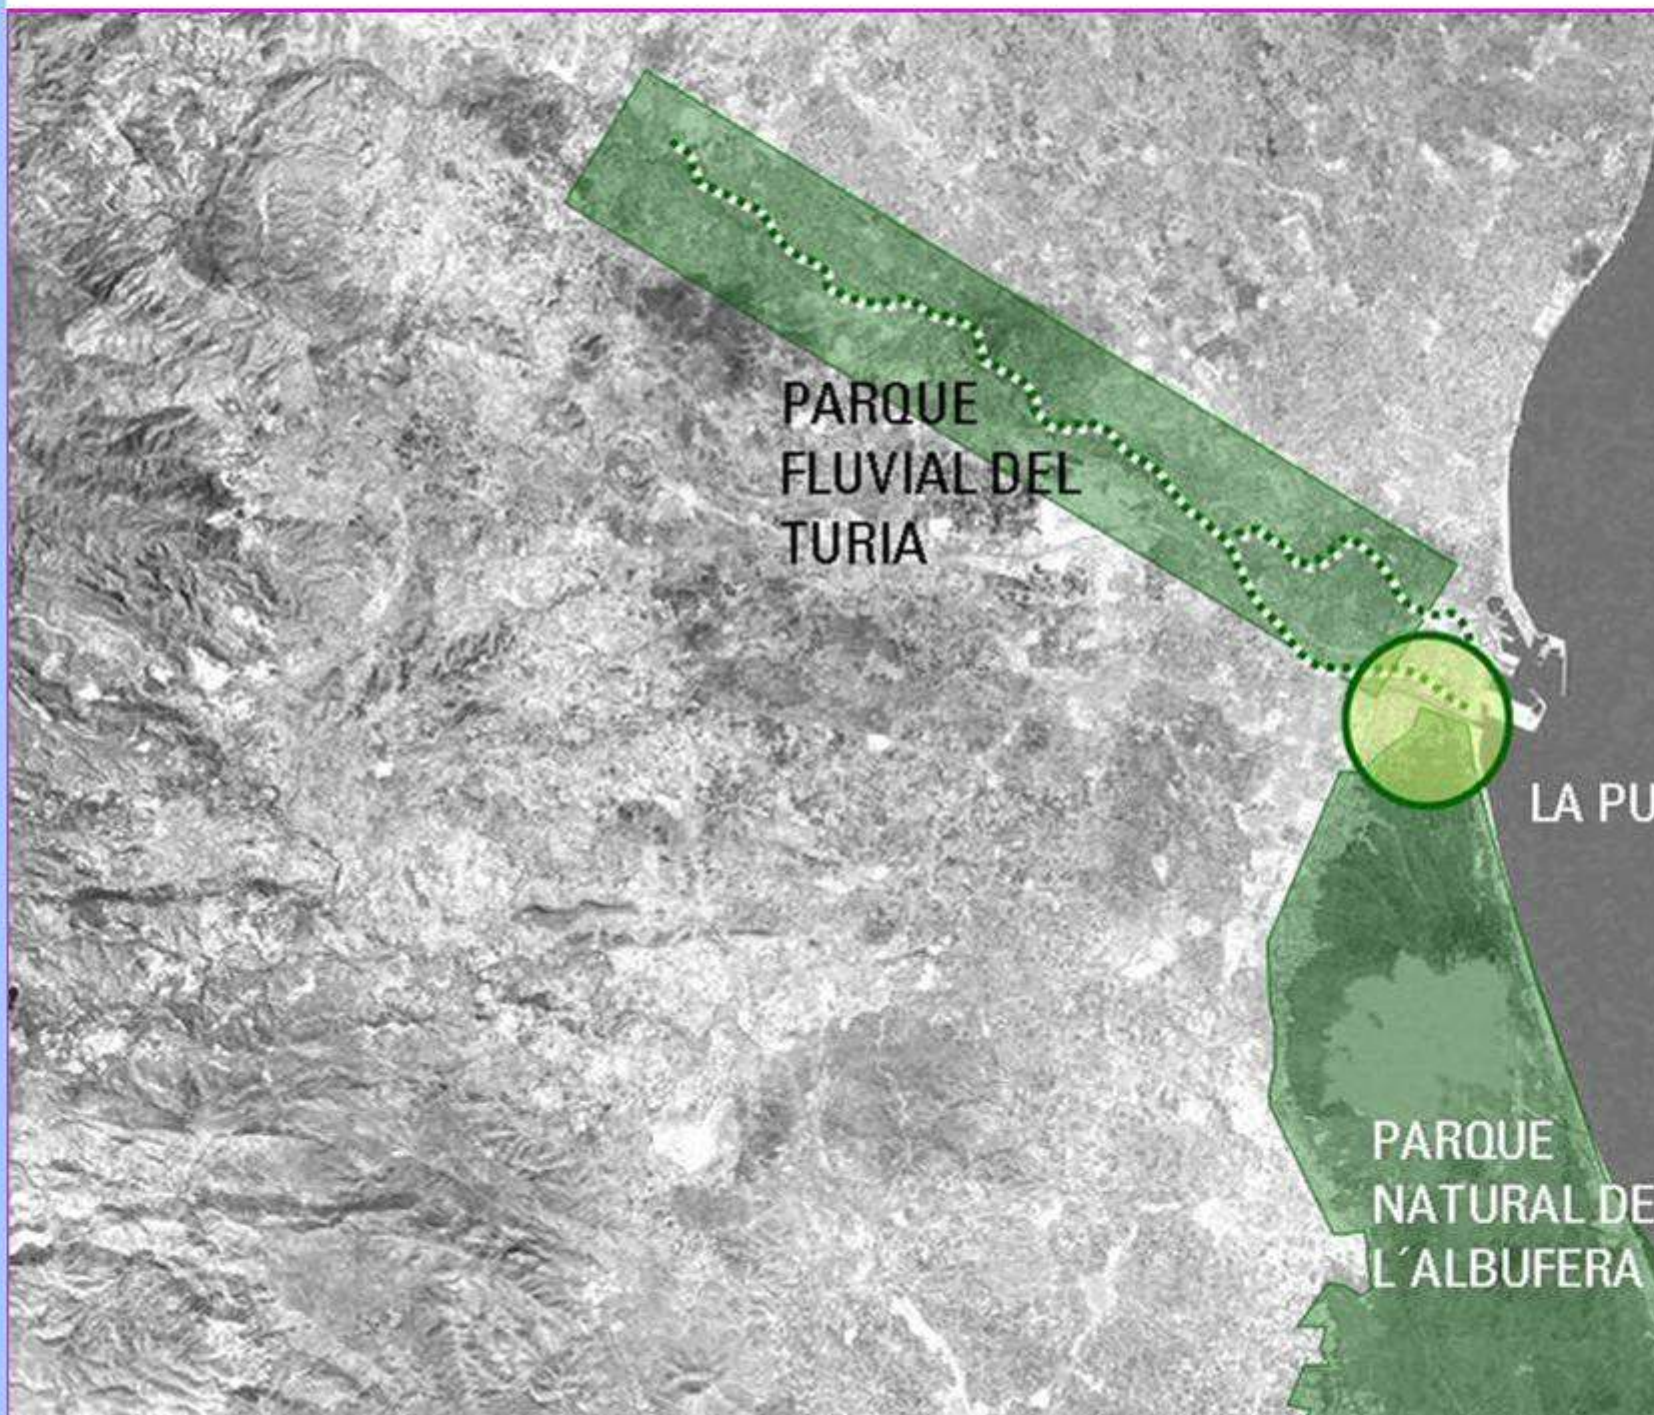 PARQUE
FLUVIAL DEL
TURIA
LA PU
PARQUE
NATURAL DE
L´ALBUFERA